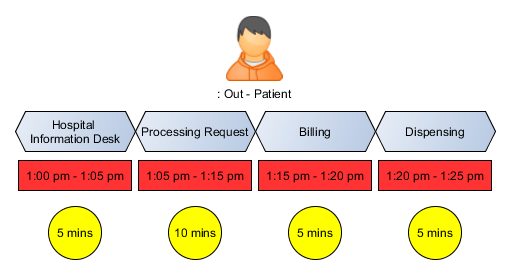 : Out - Patient
Hospital
Information Desk
Processing Request
Billing
Dispensing
1:00 pm - 1:05 pm
1:05 pm - 1:15 pm
1:15 pm - 1:20 pm
1:20 pm - 1:25 pm
5 mins
10 mins
5 mins
5 mins